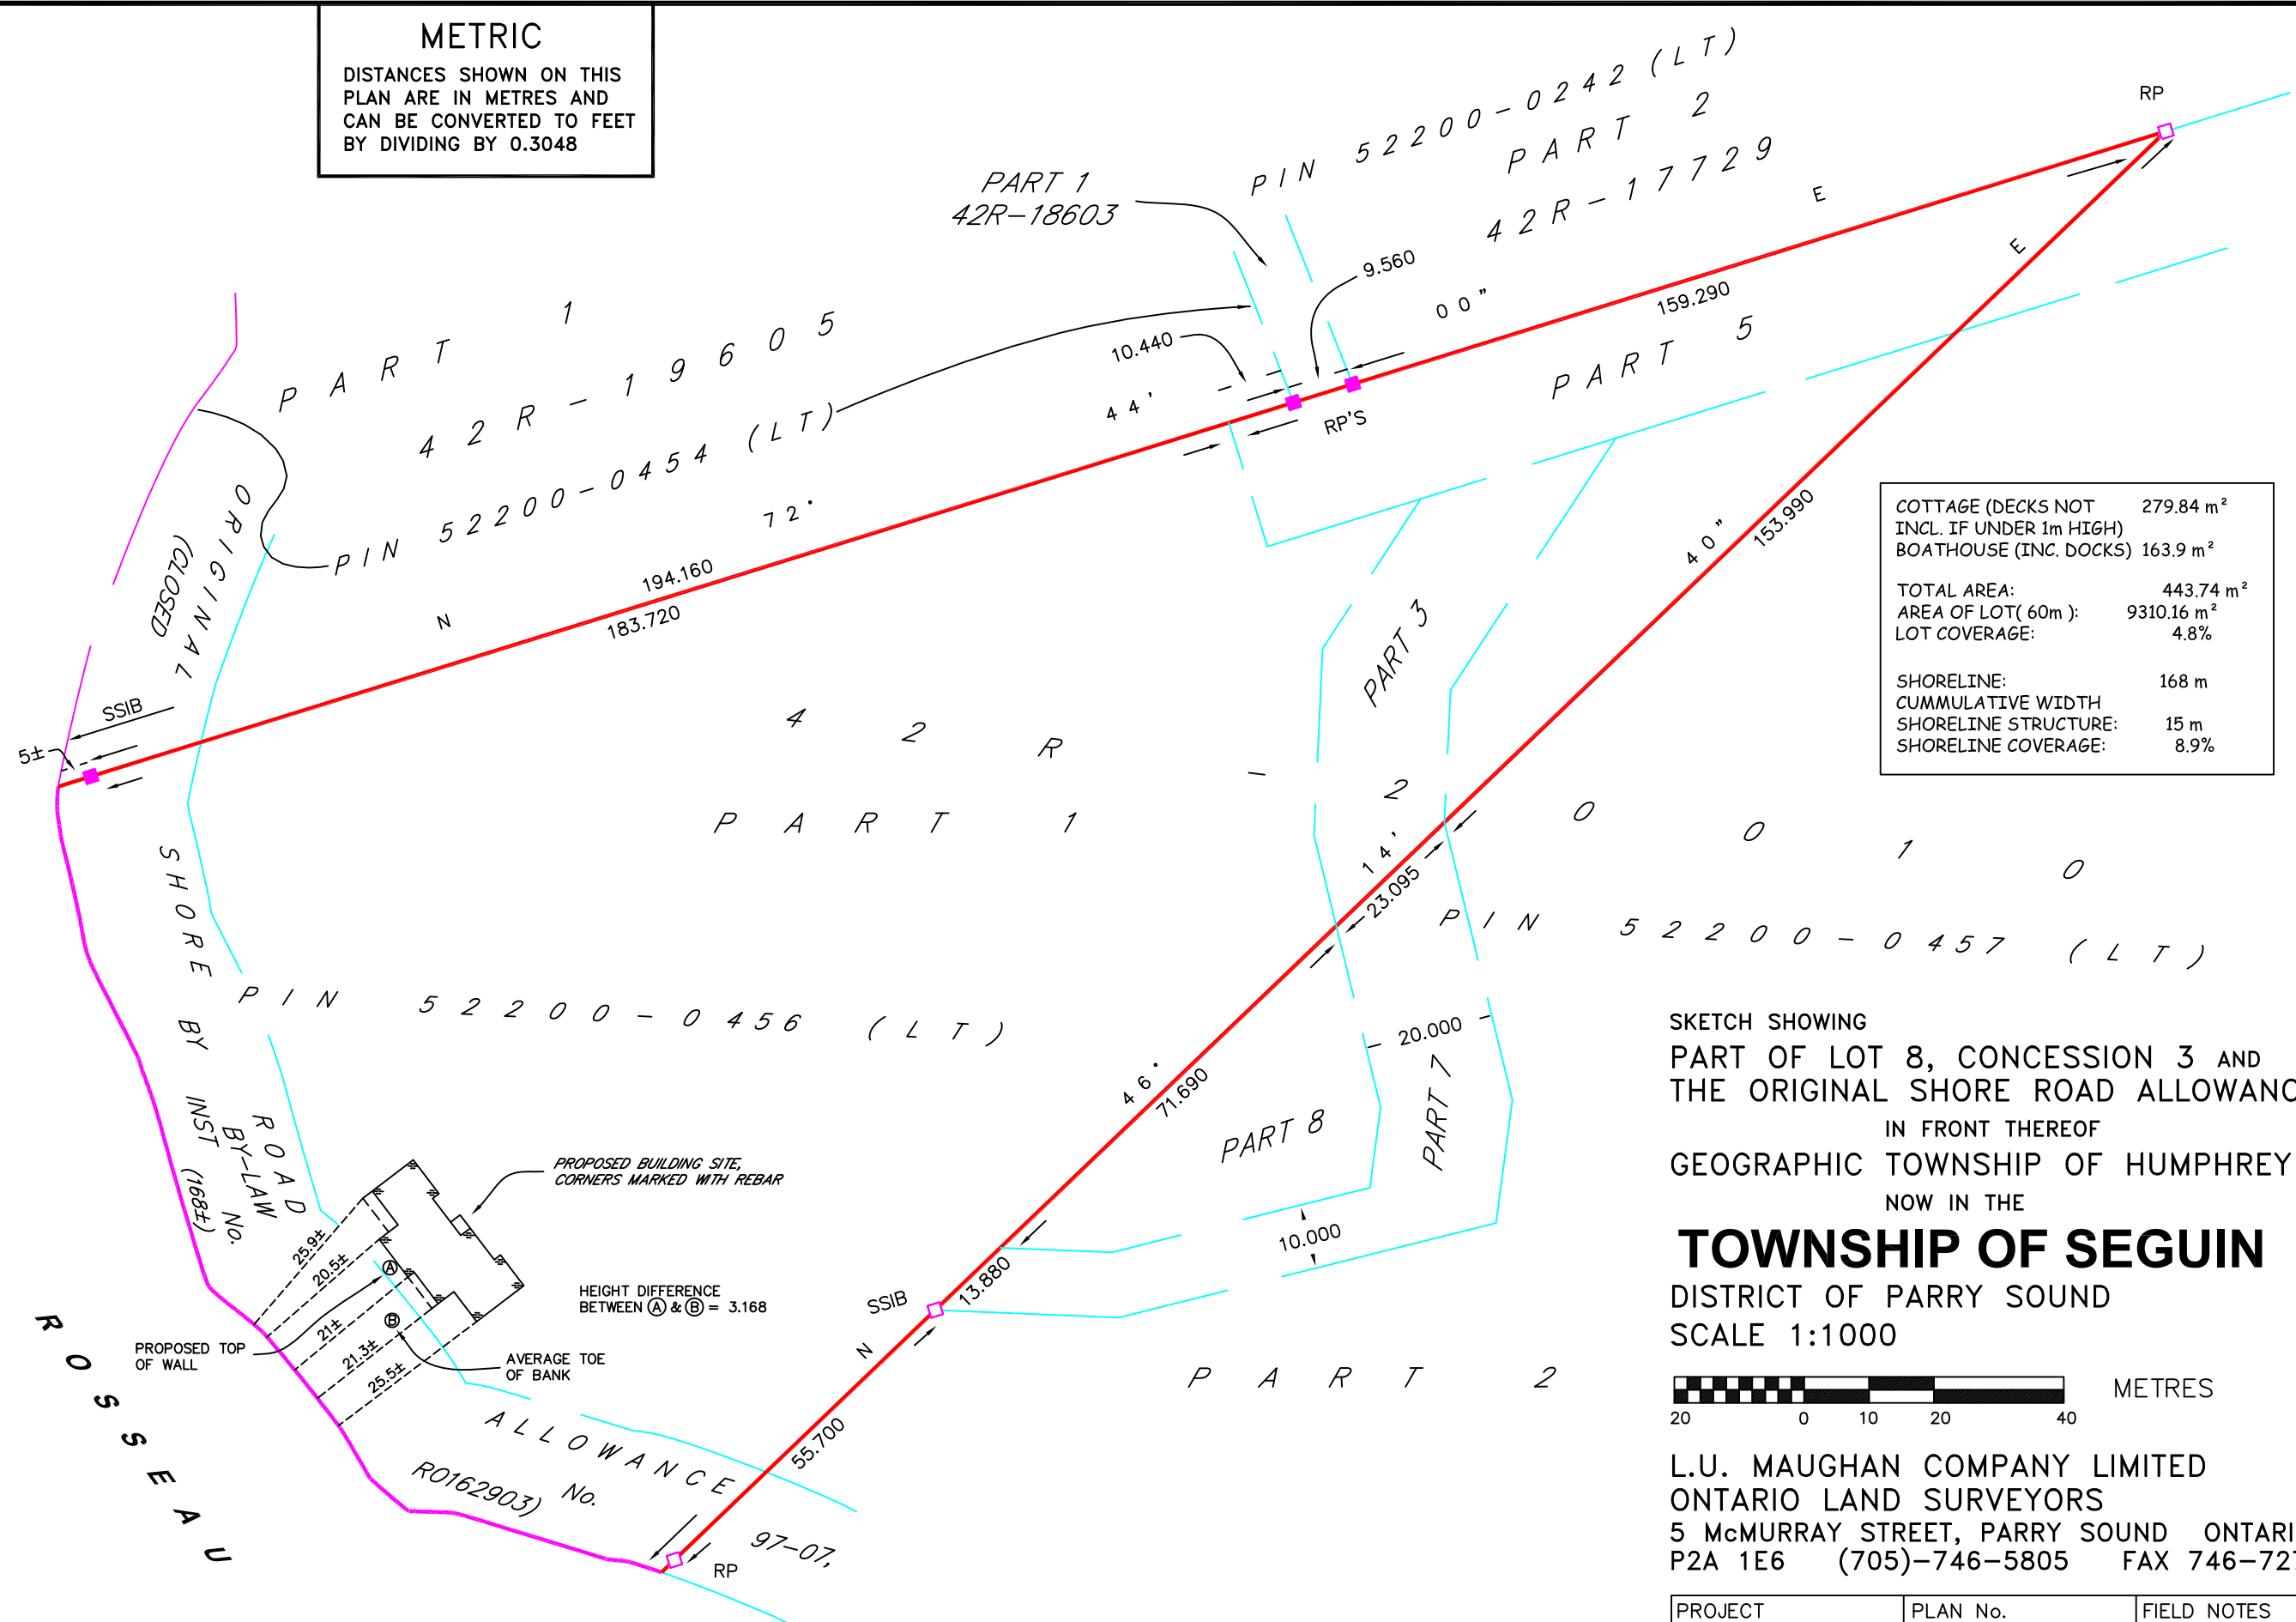 METRIC
DISTANCES SHOWN ON THIS
PLAN ARE IN METRES AND
CAN BE CONVERTED TO FEET
BY DIVIDING BY 0.3048
PIN 52200-0242 (LT)
PART 2
42R-17729
RP
PART 1
42R-18603
E
E
9.560
10.440
00"
159.290
PART 1
42R-19605
PIN 52200-0454 (LT)
44'
RP'S
PART 5
72°
194.160
183.720
N
ORIGINAL
(CLOSED
SSIB
5±
40"
153.990
COTTAGE (DECKS NOT 279.84 m²
INCL. IF UNDER 1m HIGH)
BOATHOUSE (INC. DOCKS) 163.9 m²
TOTAL AREA: 443.74 m²
AREA OF LOT( 60m ): 9310.16 m²
LOT COVERAGE: 4.8%
SHORELINE: 168 m
CUMMULATIVE WIDTH
SHORELINE STRUCTURE: 15 m
SHORELINE COVERAGE: 8.9%
PART 3
42R-20010
PART 1
14'
23.095
PIN 52200-0457 (LT)
SHORE
BY
INST
(168±)
PIN 52200-0456 (LT)
20.000
46°
71.690
PART 8
PART 7
10.000
ROAD
BY-LAW
No.
PROPOSED BUILDING SITE,
CORNERS MARKED WITH REBAR
25.9±
20.5±
21±
21.3±
25.5±
A
B
HEIGHT DIFFERENCE
BETWEEN A & B = 3.168
PROPOSED TOP
OF WALL
AVERAGE TOE
OF BANK
SSIB
13.880
N
PART 2
55.700
ALLOWANCE
RO162903) No.
97-07,
RP
ROSSEAU
SKETCH SHOWING
PART OF LOT 8, CONCESSION 3 AND
THE ORIGINAL SHORE ROAD ALLOWANC
IN FRONT THEREOF
GEOGRAPHIC TOWNSHIP OF HUMPHREY
NOW IN THE
TOWNSHIP OF SEGUIN
DISTRICT OF PARRY SOUND
SCALE 1:1000
METRES
20 0 10 20 40
L.U. MAUGHAN COMPANY LIMITED
ONTARIO LAND SURVEYORS
5 McMURRAY STREET, PARRY SOUND ONTARI
P2A 1E6 (705)-746-5805 FAX 746-72
PROJECT PLAN No. FIELD NOTES